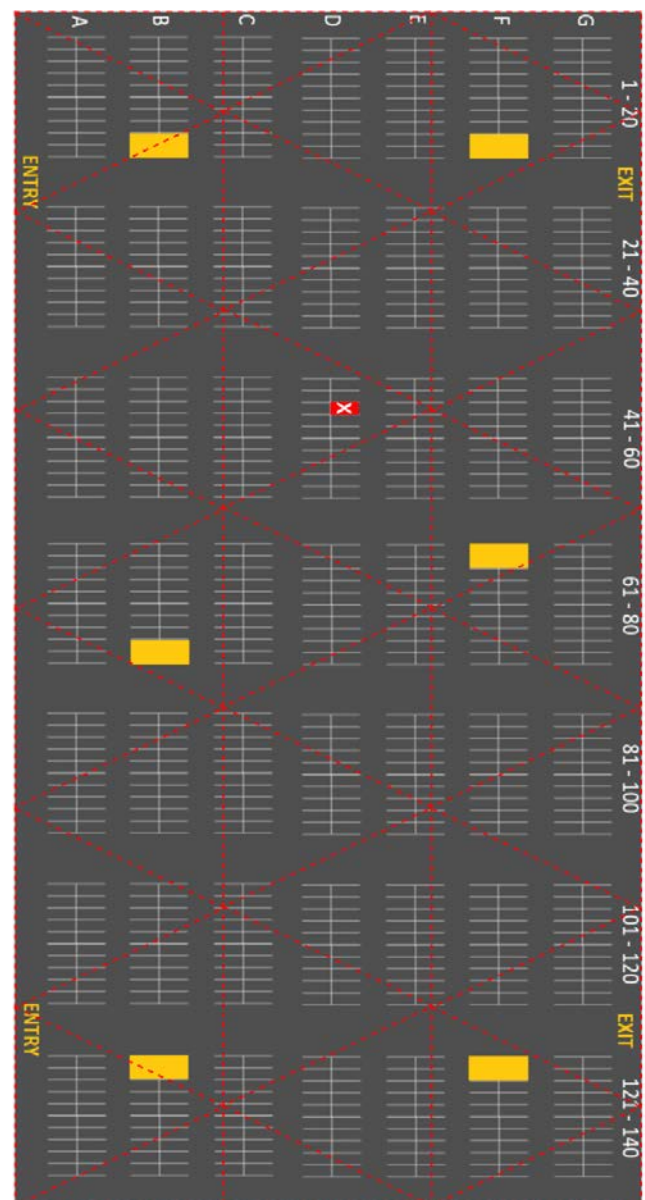 A B C D E F G
1 - 20
ENTRY
EXIT
21 - 40
41 - 60
X
61 - 80
81 - 100
101 - 120
ENTRY
EXIT
121 - 140